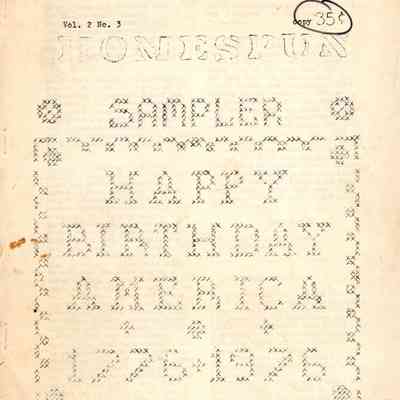 Vol. 2 No. 3
copy 35¢
HOMESPUN
SAMPLER
HAPPY
BIRTHDAY
AMERICA
1776·1976